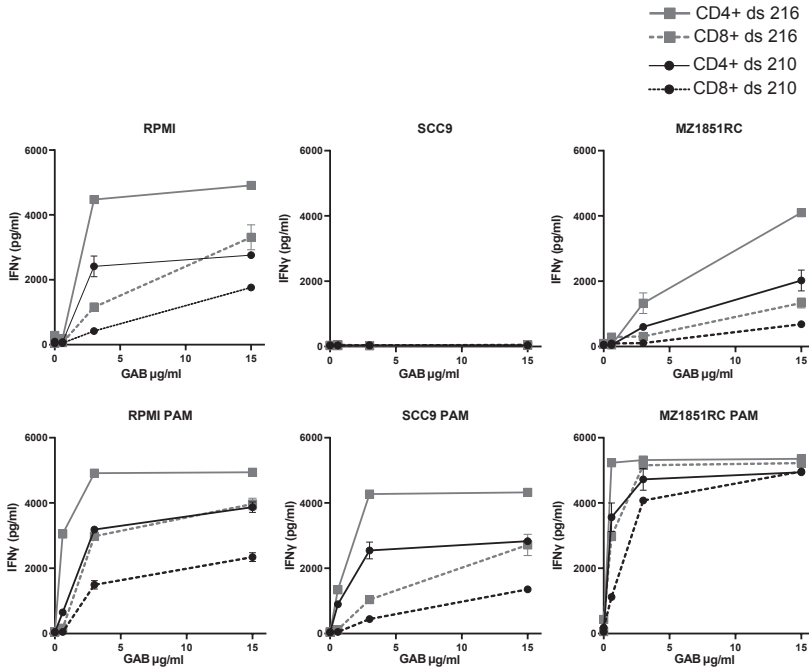 CD4+ ds 216
CD8+ ds 216
CD4+ ds 210
CD8+ ds 210
RPMI
SCC9
MZ1851RC
6000
4000
2000
0
IFNγ (pg/ml)
0 5 10 15
GAB µg/ml
6000
4000
2000
0
IFNγ (pg/ml)
0 5 10 15
GAB µg/ml
6000
4000
2000
0
IFNγ (pg/ml)
0 5 10 15
GAB µg/ml
RPMI PAM
SCC9 PAM
MZ1851RC PAM
6000
4000
2000
0
IFNγ (pg/ml)
0 5 10 15
GAB µg/ml
6000
4000
2000
0
IFNγ (pg/ml)
0 5 10 15
GAB µg/ml
6000
4000
2000
0
IFNγ (pg/ml)
0 5 10 15
GAB µg/ml